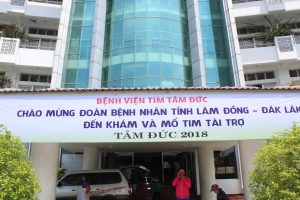 BỆNH VIỆN TIM TÂM ĐỨC
CHÀO MỪNG ĐOÀN BỆNH NHÂN TỈNH LÂM ĐỒNG - ĐĂK LĂK
ĐẾN KHÁM VÀ MỔ TIM TÀI TRỢ
TÂM ĐỨC 2018